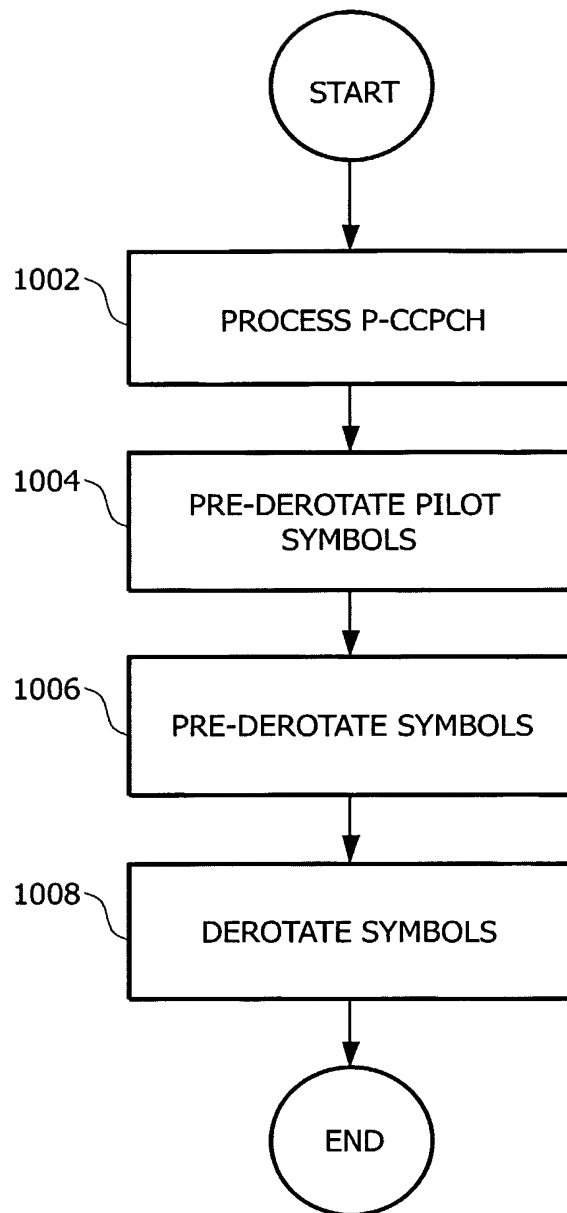 START
1002
PROCESS P-CCPCH
1004
PRE-DEROTATE PILOT
SYMBOLS
1006
PRE-DEROTATE SYMBOLS
1008
DEROTATE SYMBOLS
END